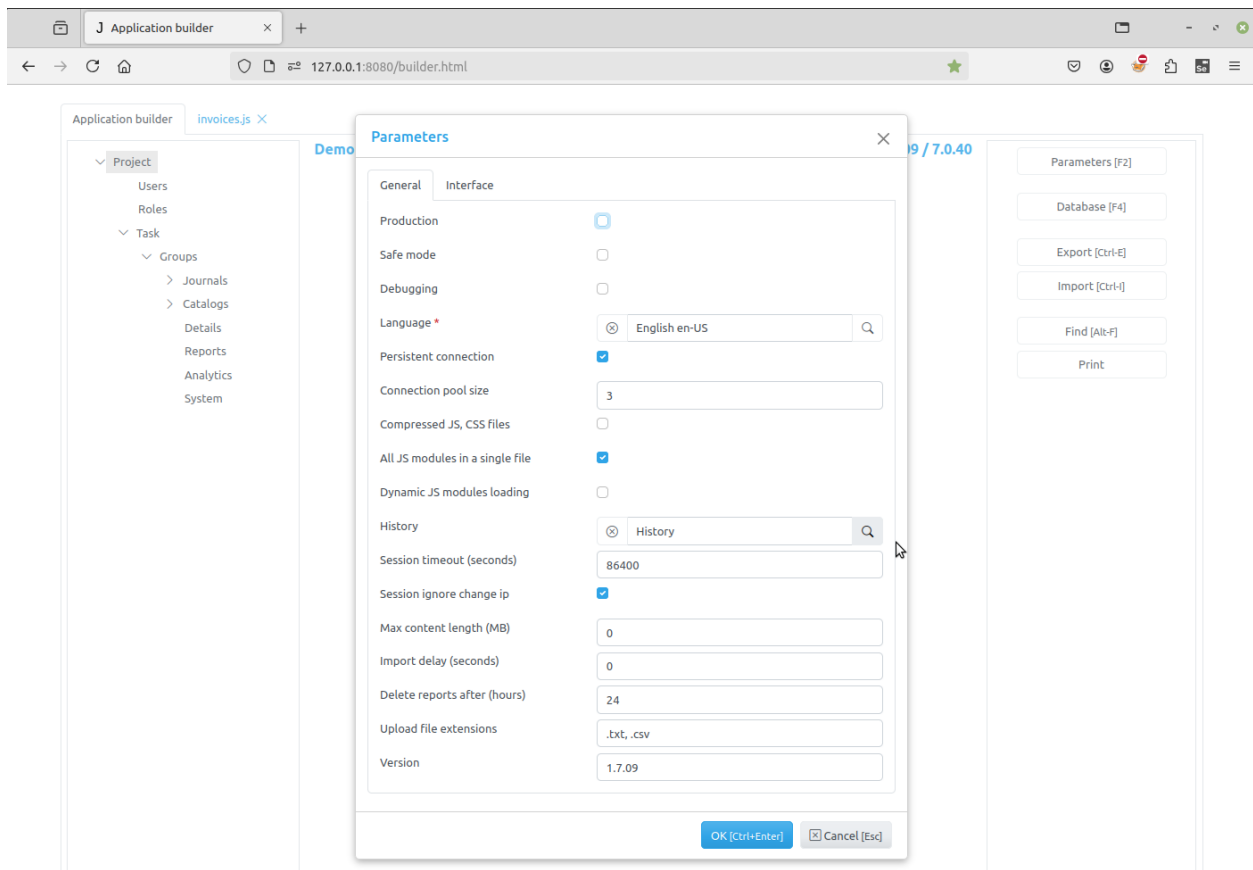 J Application builder
127.0.0.1:8080/builder.html
Se
Application builder
invoices.js
Demo
09 / 7.0.40
Project
Users
Roles
Task
Groups
Journals
Catalogs
Details
Reports
Analytics
System
Parameters
General
Interface
Production
Safe mode
Debugging
Language *
English en-US
Persistent connection
Connection pool size
3
Compressed JS, CSS files
All JS modules in a single file
Dynamic JS modules loading
History
History
Session timeout (seconds)
86400
Session ignore change ip
Max content length (MB)
0
Import delay (seconds)
0
Delete reports after (hours)
24
Upload file extensions
.txt, .csv
Version
1.7.09
OK [Ctrl+Enter]
Cancel [Esc]
Parameters [F2]
Database [F4]
Export [Ctrl-E]
Import [Ctrl-I]
Find [Alt-F]
Print